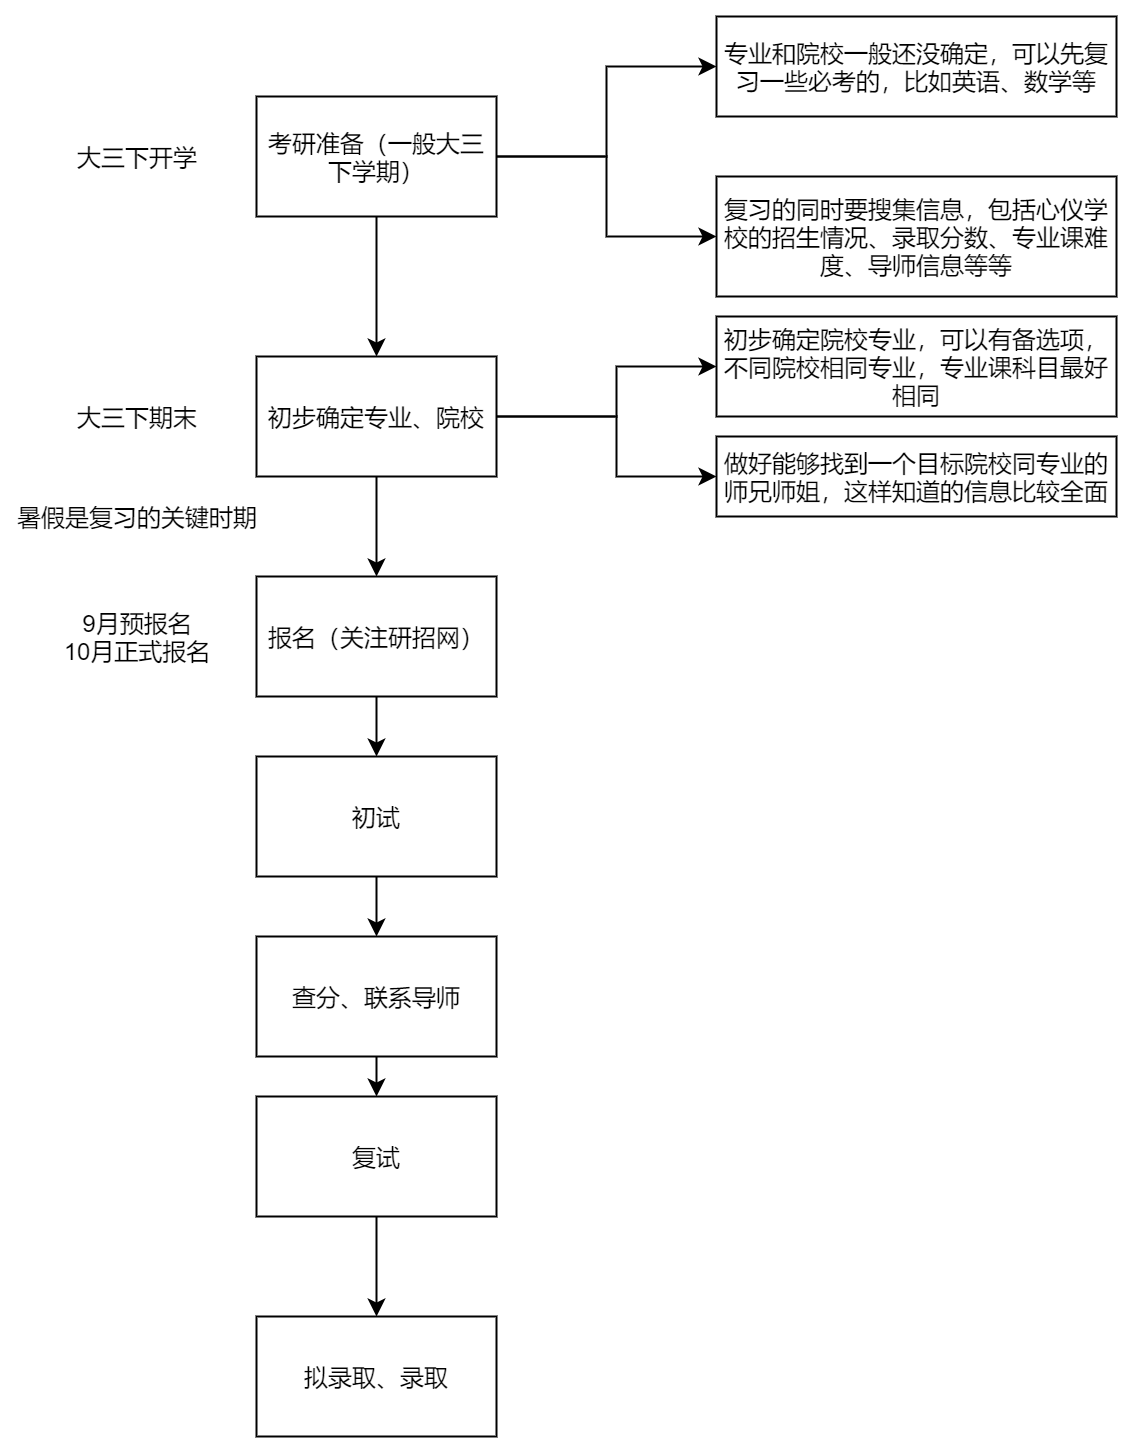 专业和院校一般还没确定，可以先复
习一些必考的，比如英语、数学等
大三下开学
考研准备（一般大三
下学期）
复习的同时要搜集信息，包括心仪学
校的招生情况、录取分数、专业课难
度、导师信息等等
初步确定院校专业，可以有备选项，
不同院校相同专业，专业课科目最好
相同
大三下期末
初步确定专业、院校
做好能够找到一个目标院校同专业的
师兄师姐，这样知道的信息比较全面
暑假是复习的关键时期
9月预报名
10月正式报名
报名（关注研招网）
初试
查分、联系导师
复试
拟录取、录取